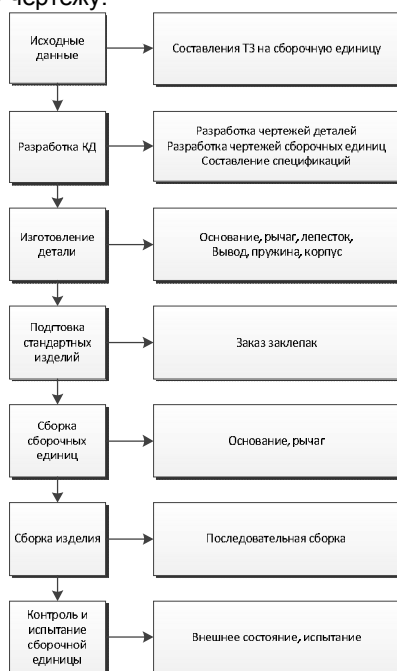 чертежу.
Исходные
данные
Составления ТЗ на сборочную единицу
Разработка КД
Разработка чертежей деталей
Разработка чертежей сборочных единиц
Составление спецификаций
Изготовление
детали
Основание, рычаг, лепесток,
Вывод, пружина, корпус
Подгтовка
стандартных
изделий
Заказ заклепак
Сборка
сборочных
единиц
Основание, рычаг
Сборка изделия
Последовательная сборка
Контроль и
испытание
сборочной
единицы
Внешнее состояние, испытание